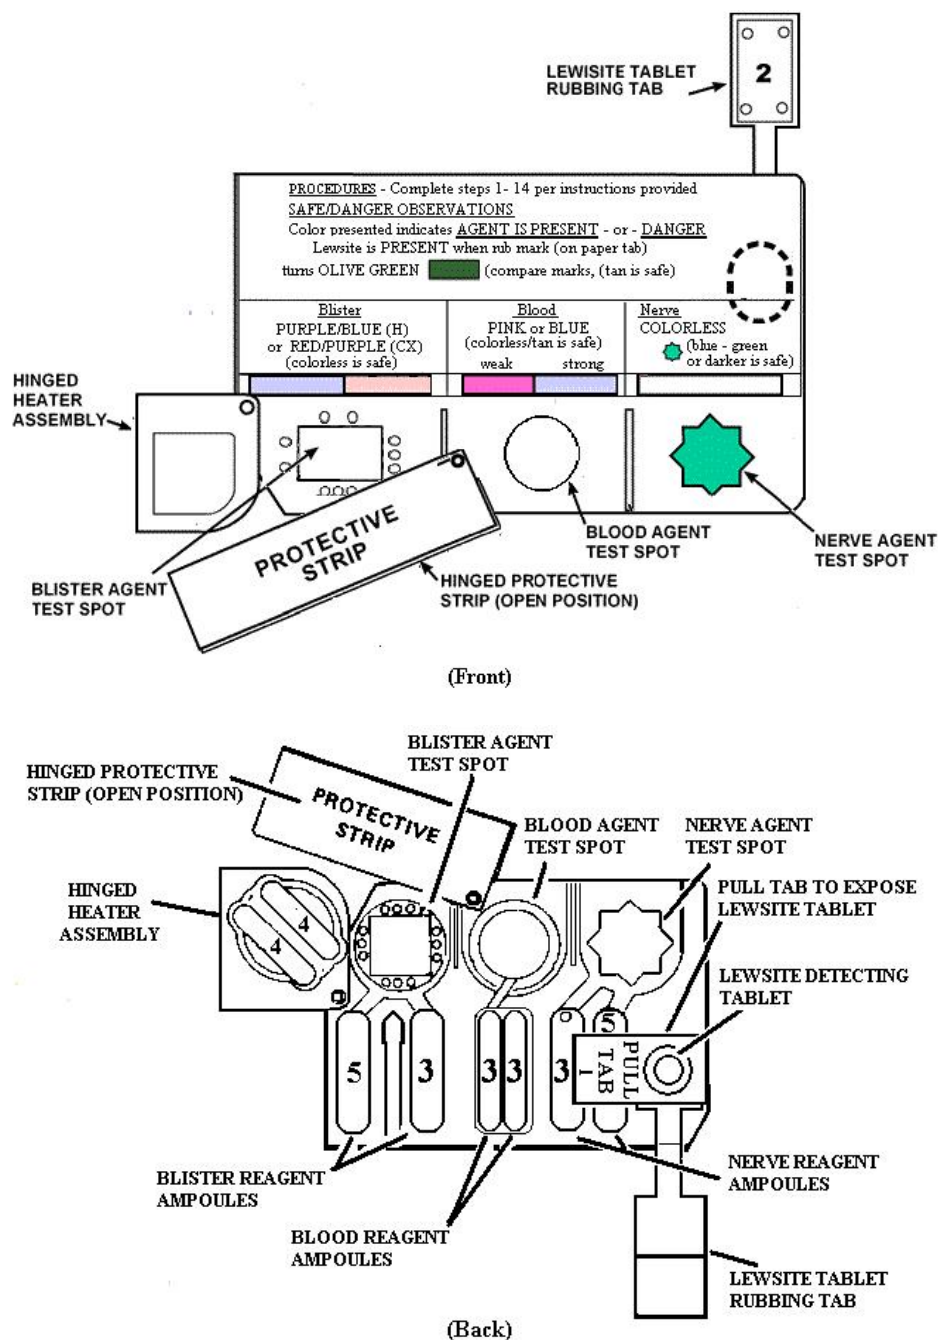 LEWISITE TABLET
RUBBING TAB
2
PROCEDURES - Complete steps 1- 14 per instructions provided
SAFE/DANGER OBSERVATIONS
Color presented indicates AGENT IS PRESENT - or - DANGER
Lewsite is PRESENT when rub mark (on paper tab)
turns OLIVE GREEN (compare marks, (tan is safe)
Blister
PURPLE/BLUE (H)
or RED/PURPLE (CX)
(colorless is safe)
Blood
PINK or BLUE
(colorless/tan is safe)
weak strong
Nerve
COLORLESS
(blue - green
or darker is safe)
HINGED
HEATER
ASSEMBLY
PROTECTIVE
STRIP
BLISTER AGENT
TEST SPOT
HINGED PROTECTIVE
STRIP (OPEN POSITION)
BLOOD AGENT
TEST SPOT
NERVE AGENT
TEST SPOT
(Front)
HINGED PROTECTIVE
STRIP (OPEN POSITION)
PROTECTIVE
STRIP
BLISTER AGENT
TEST SPOT
BLOOD AGENT
TEST SPOT
NERVE AGENT
TEST SPOT
PULL TAB TO EXPOSE
LEWSITE TABLET
HINGED
HEATER
ASSEMBLY
4
4
LEWSITE DETECTING
TABLET
5
3
3
3
3
5
PULL
TAB
1
BLISTER REAGENT
AMPOULES
BLOOD REAGENT
AMPOULES
NERVE REAGENT
AMPOULES
LEWSITE TABLET
RUBBING TAB
(Back)